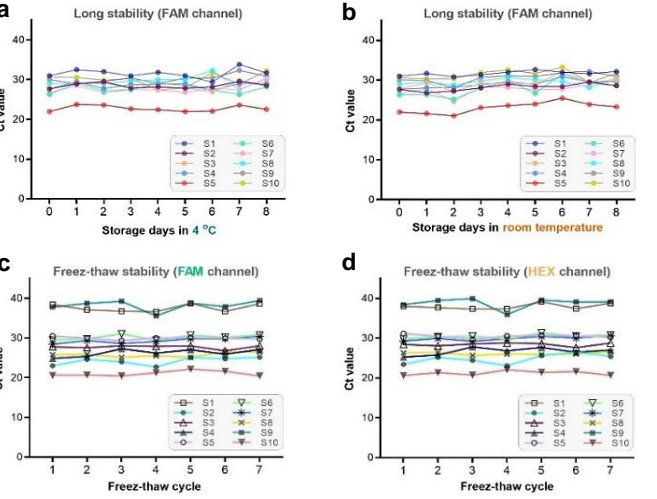 a
Long stability (FAM channel)
40
30
20
10
0
Ct value
S1 S6
S2 S7
S3 S8
S4 S9
S5 S10
0 1 2 3 4 5 6 7 8
Storage days in 4 °C
b
Long stability (FAM channel)
40
30
20
10
0
Ct value
S1 S6
S2 S7
S3 S8
S4 S9
S5 S10
0 1 2 3 4 5 6 7 8
Storage days in room temperature
c
Freez-thaw stability (FAM channel)
40
30
20
10
0
Ct value
S1 S6
S2 S7
S3 S8
S4 S9
S5 S10
1 2 3 4 5 6 7
Freez-thaw cycle
d
Freez-thaw stability (HEX channel)
40
30
20
10
0
Ct value
S1 S6
S2 S7
S3 S8
S4 S9
S5 S10
1 2 3 4 5 6 7
Freez-thaw cycle